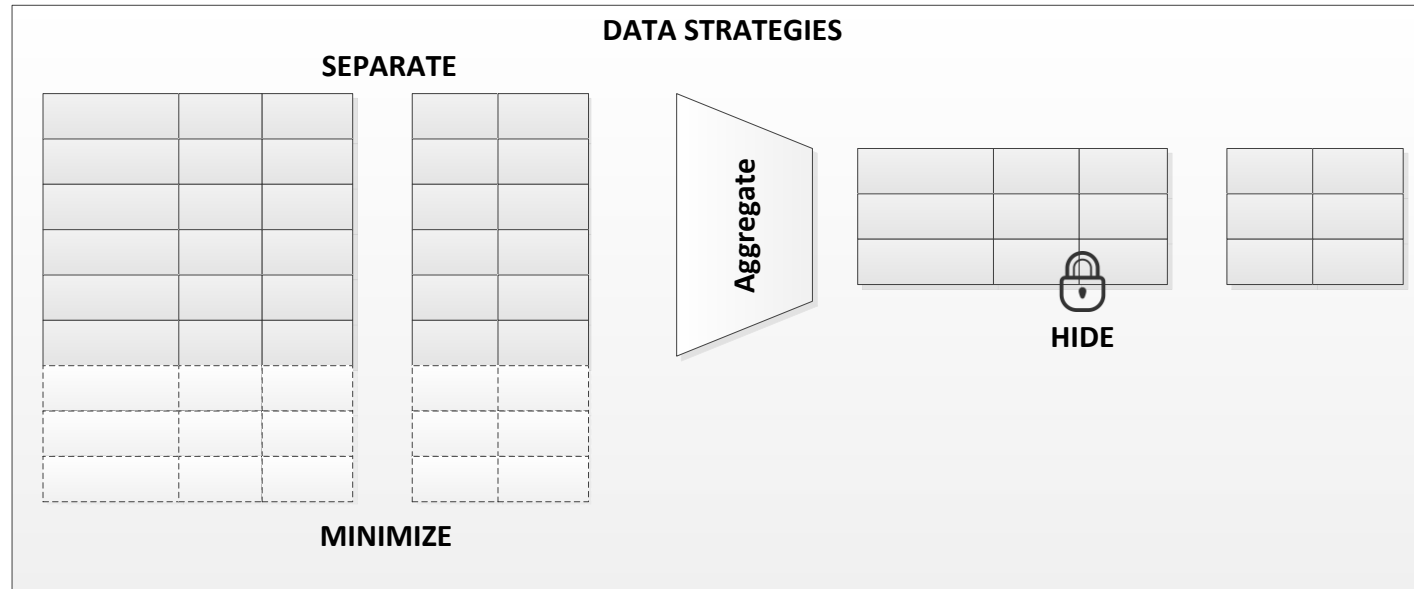 DATA STRATEGIES
SEPARATE
Aggregate
HIDE
MINIMIZE